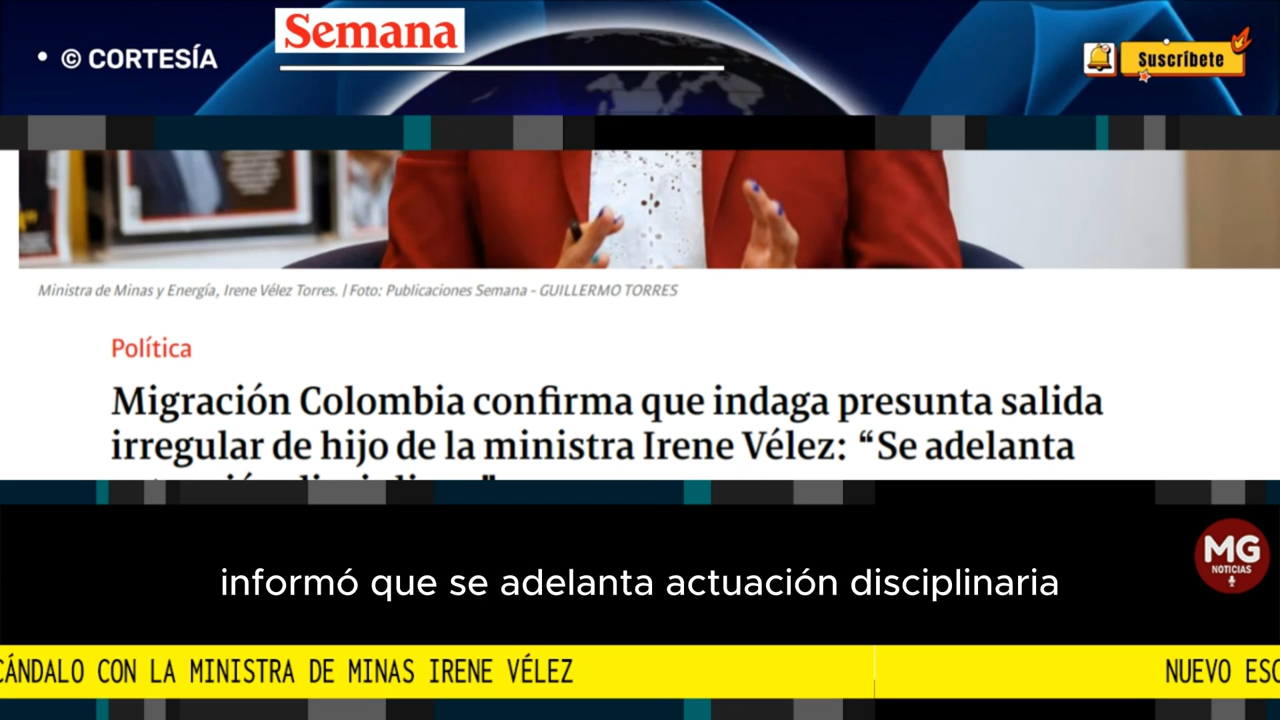 • © CORTESÍA
Semana
Suscríbete
Ministra de Minas y Energía, Irene Vélez Torres. | Foto: Publicaciones Semana - GUILLERMO TORRES
Política
Migración Colombia confirma que indaga presunta salida
irregular de hijo de la ministra Irene Vélez: “Se adelanta
informó que se adelanta actuación disciplinaria
MG
NOTICIAS
CÁNDALO CON LA MINISTRA DE MINAS IRENE VÉLEZ
NUEVO ESC